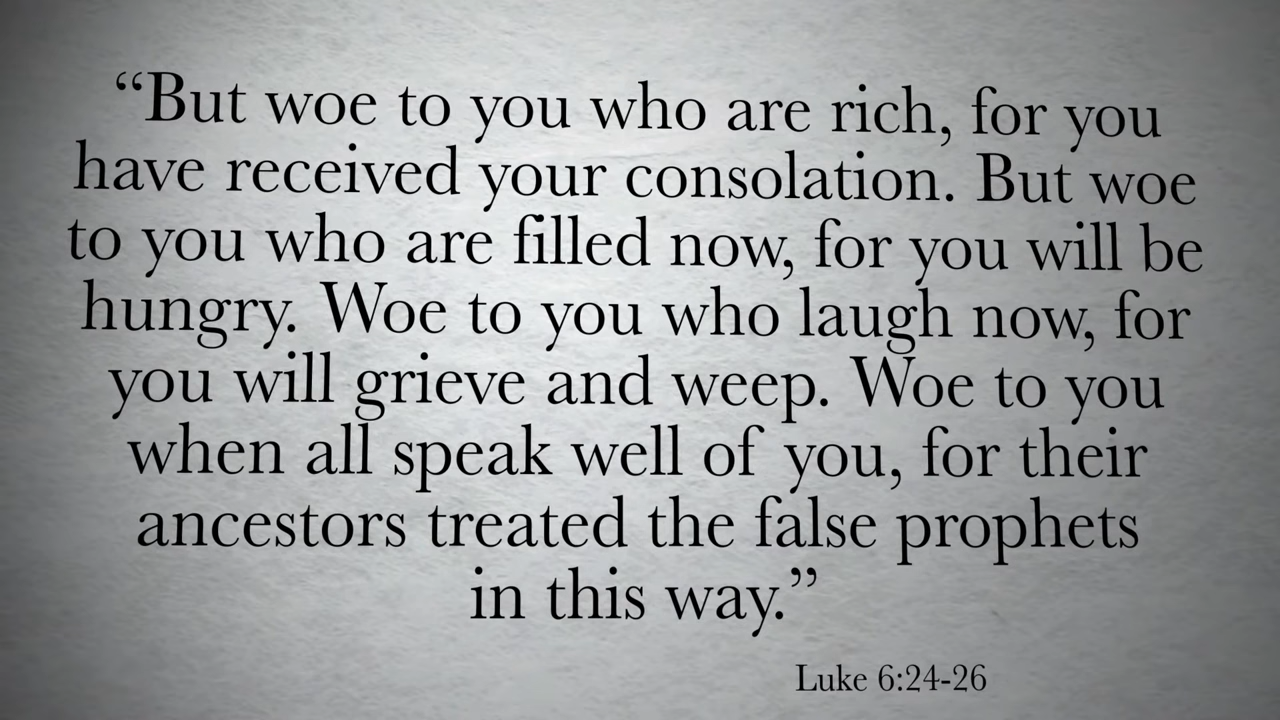 “But woe to you who are rich, for you
have received your consolation. But woe
to you who are filled now, for you will be
hungry. Woe to you who laugh now, for
you will grieve and weep. Woe to you
when all speak well of you, for their
ancestors treated the false prophets
in this way.”
Luke 6:24-26